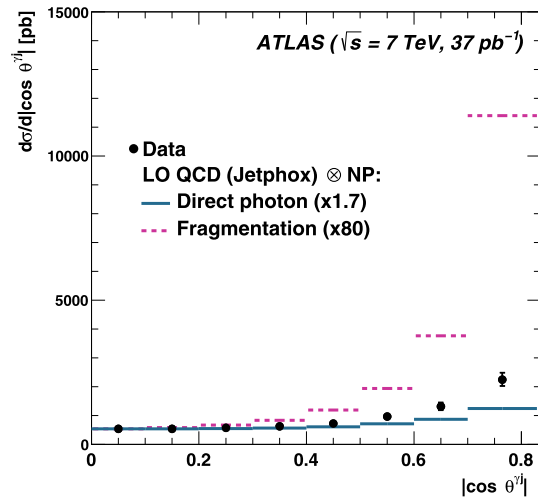 dσ/d|cos θ^γj| [pb]
15000
10000
5000
0
ATLAS (√s = 7 TeV, 37 pb⁻¹)
Data
LO QCD (Jetphox) ⊗ NP:
Direct photon (x1.7)
Fragmentation (x80)
0 0.2 0.4 0.6 0.8
|cos θ^γj|